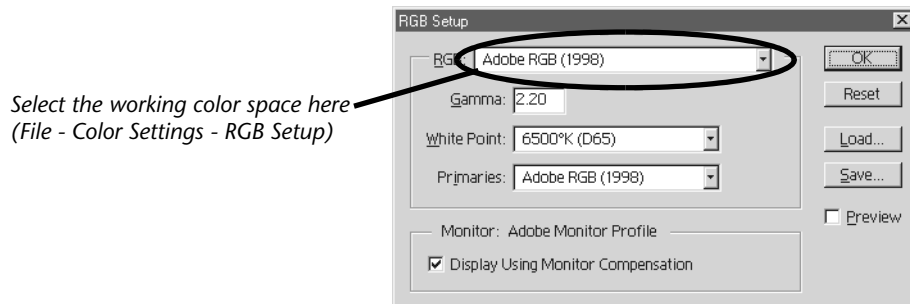 RGB Setup
RGB: Adobe RGB (1998)
OK
Select the working color space here
(File - Color Settings - RGB Setup)
Gamma: 2.20
Reset
White Point: 6500°K (D65)
Load...
Primaries: Adobe RGB (1998)
Save...
Preview
Monitor: Adobe Monitor Profile
Display Using Monitor Compensation